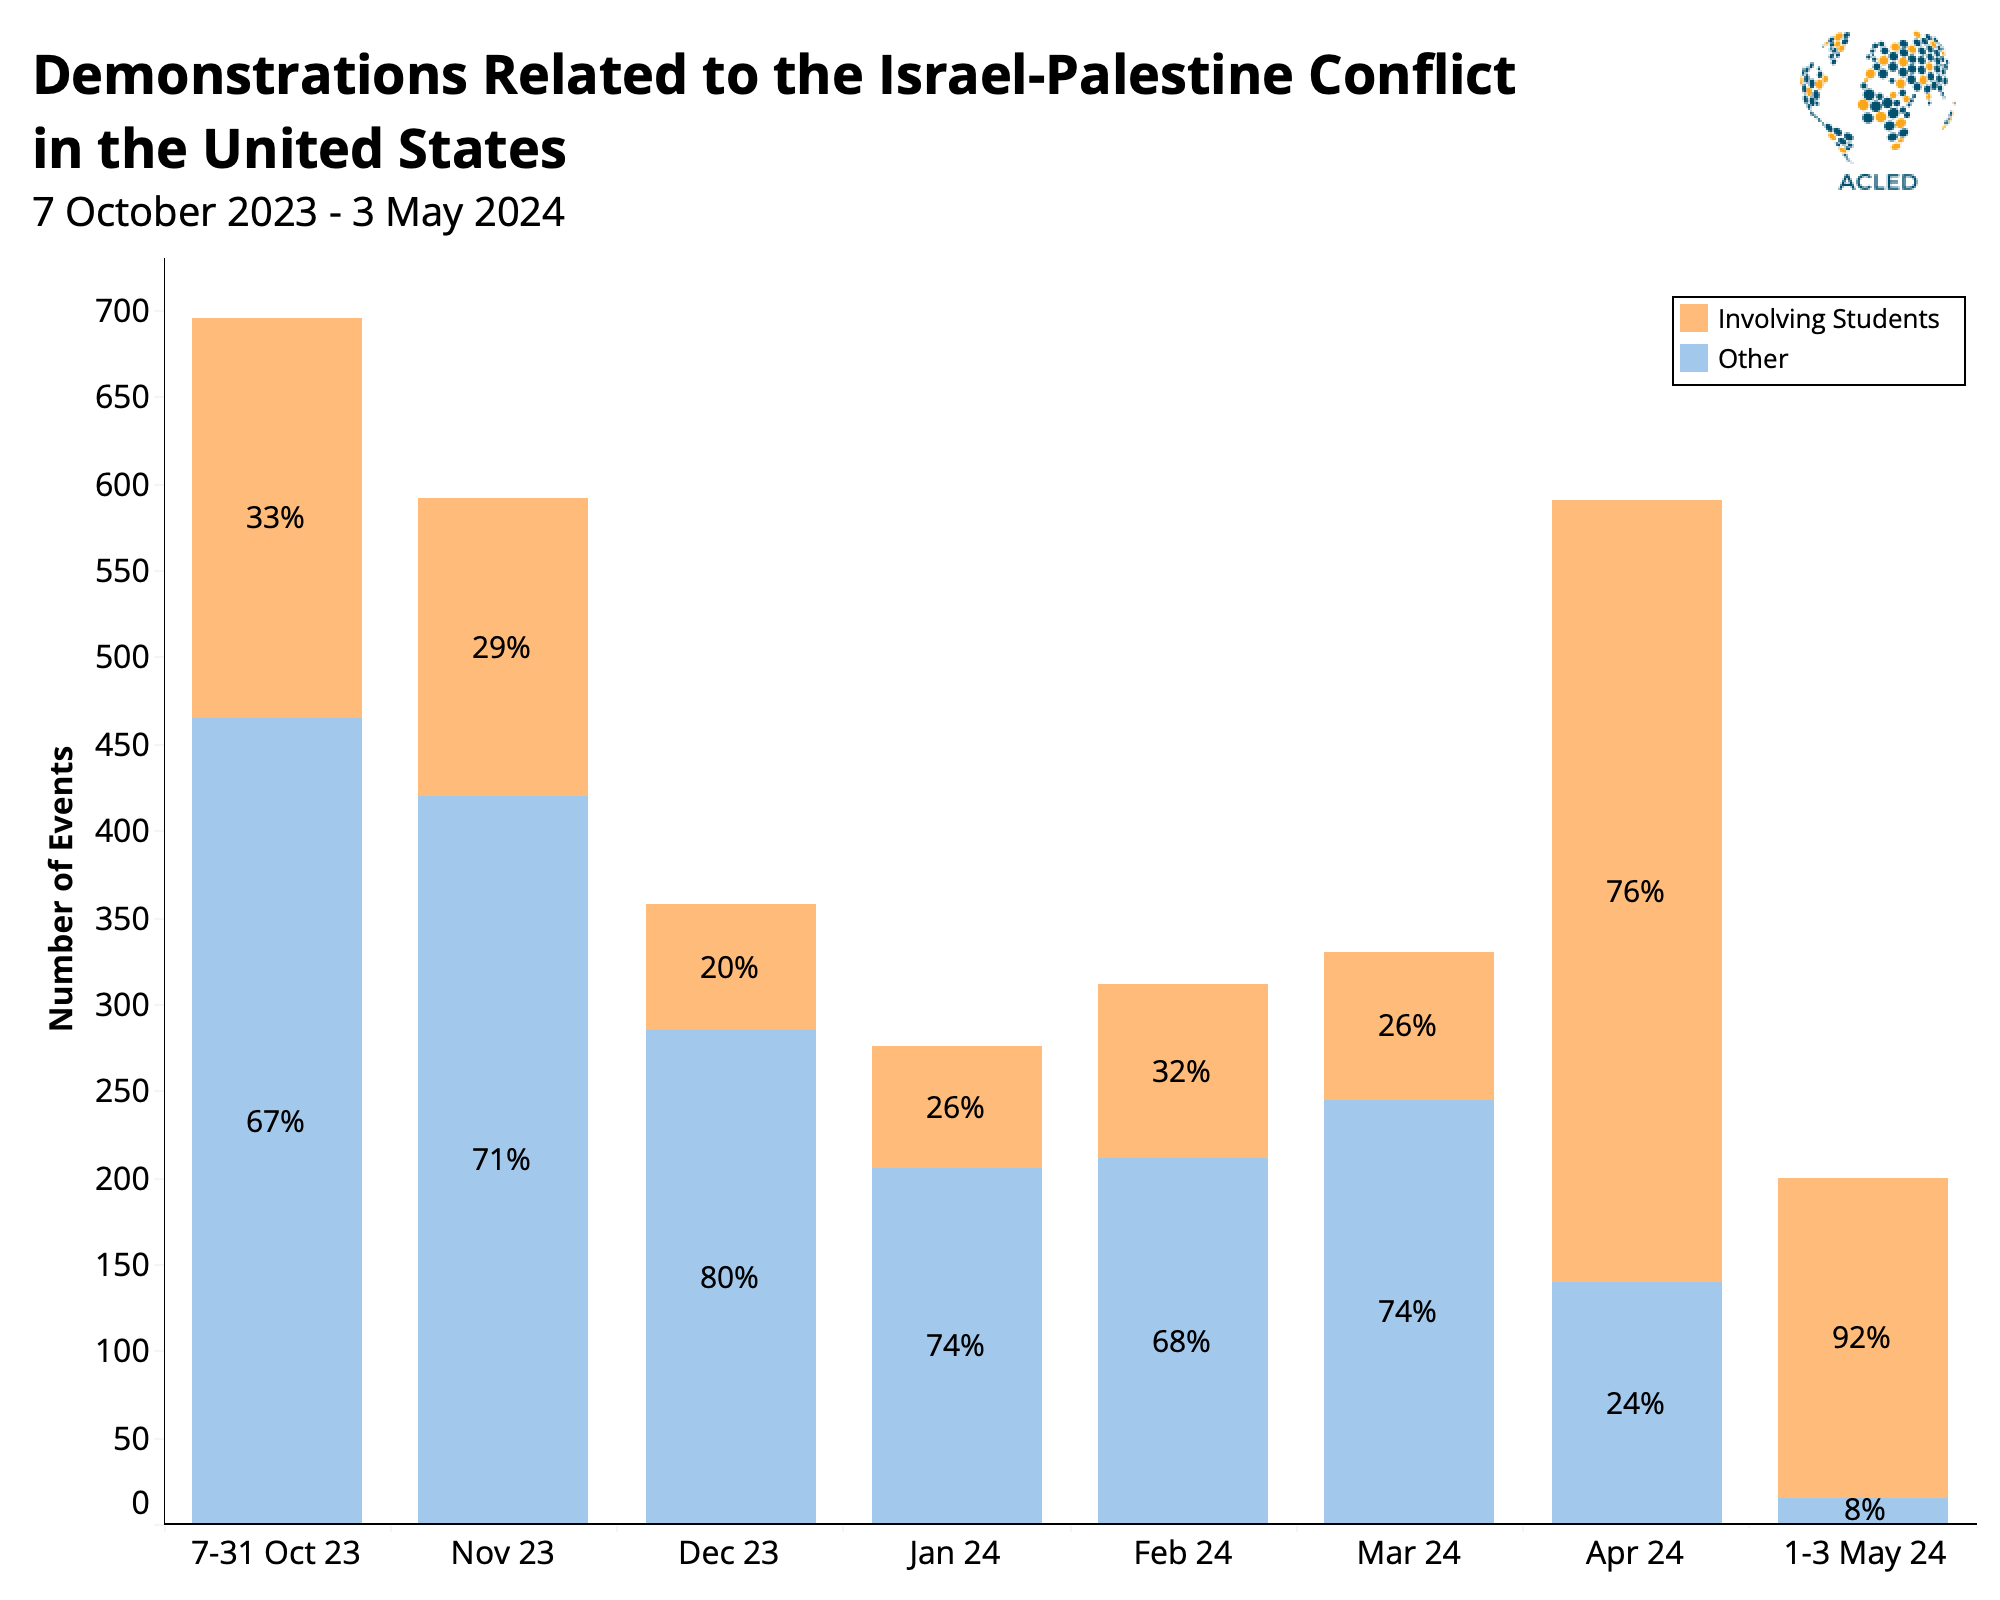 Demonstrations Related to the Israel-Palestine Conflict
in the United States
7 October 2023 - 3 May 2024
ACLED
Involving Students
Other
Number of Events
700
650
600
550
500
450
400
350
300
250
200
150
100
50
0
33%
67%
29%
71%
20%
80%
26%
74%
32%
68%
26%
74%
76%
24%
92%
8%
7-31 Oct 23
Nov 23
Dec 23
Jan 24
Feb 24
Mar 24
Apr 24
1-3 May 24